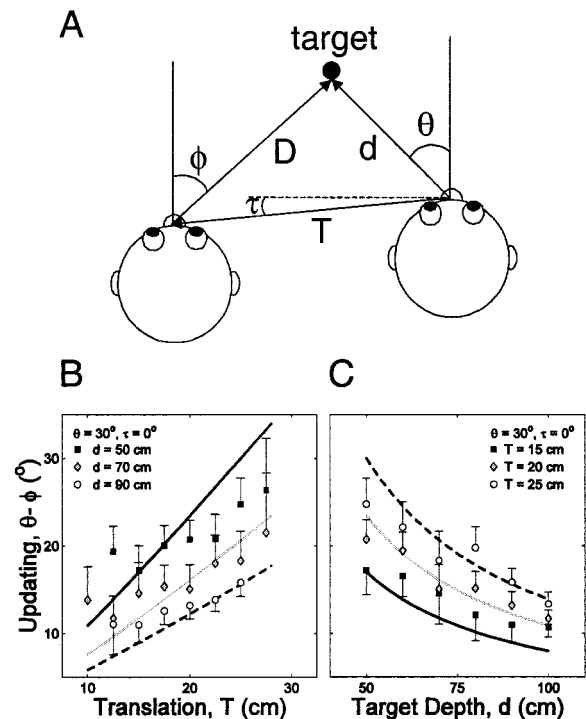 A
target
ϕ
D
d
θ
τ
T
B
C
θ = 30°, τ = 0°
d = 50 cm
d = 70 cm
d = 90 cm
θ = 30°, τ = 0°
T = 15 cm
T = 20 cm
T = 25 cm
Updating, θ- ϕ (°)
30
20
10
10
20
30
50
75
100
Translation, T (cm)
Target Depth, d (cm)